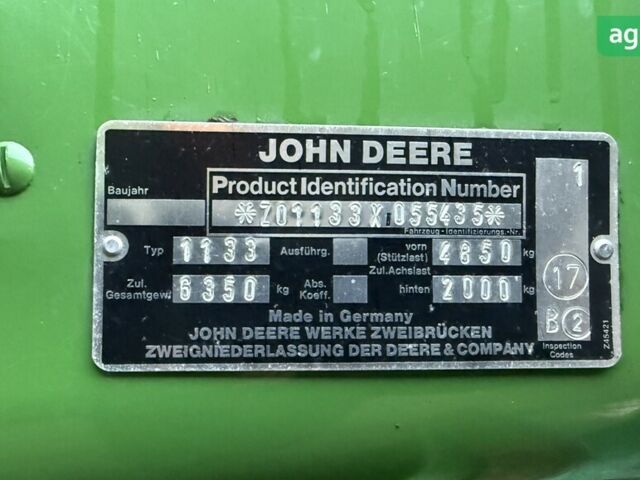 ag
JOHN DEERE
Baujahr
Product Identification Number
*Z01133X055435*
Fahrzeug - Identifizierungs - Nr.
Typ 1133 Ausführg. vorn (Stützlast) 4850 kg
Zul. Achslast
Zul. Gesamtgew. 6350 kg Abs. Koeff. hinten 2000 kg
Made in Germany
JOHN DEERE WERKE ZWEIBRÜCKEN
ZWEIGNIEDERLASSUNG DER DEERE & COMPANY
1
17
B 2
Inspection Codes
Z45421